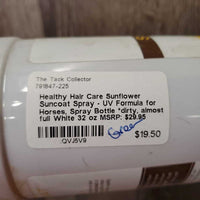 The Tack Collector
791847-225
Healthy Hair Care Sunflower
Suncoat Spray - UV Formula for
Horses, Spray Bottle *dirty, almost
full White 32 oz MSRP: $29.95
QVJ5V9
$19.50